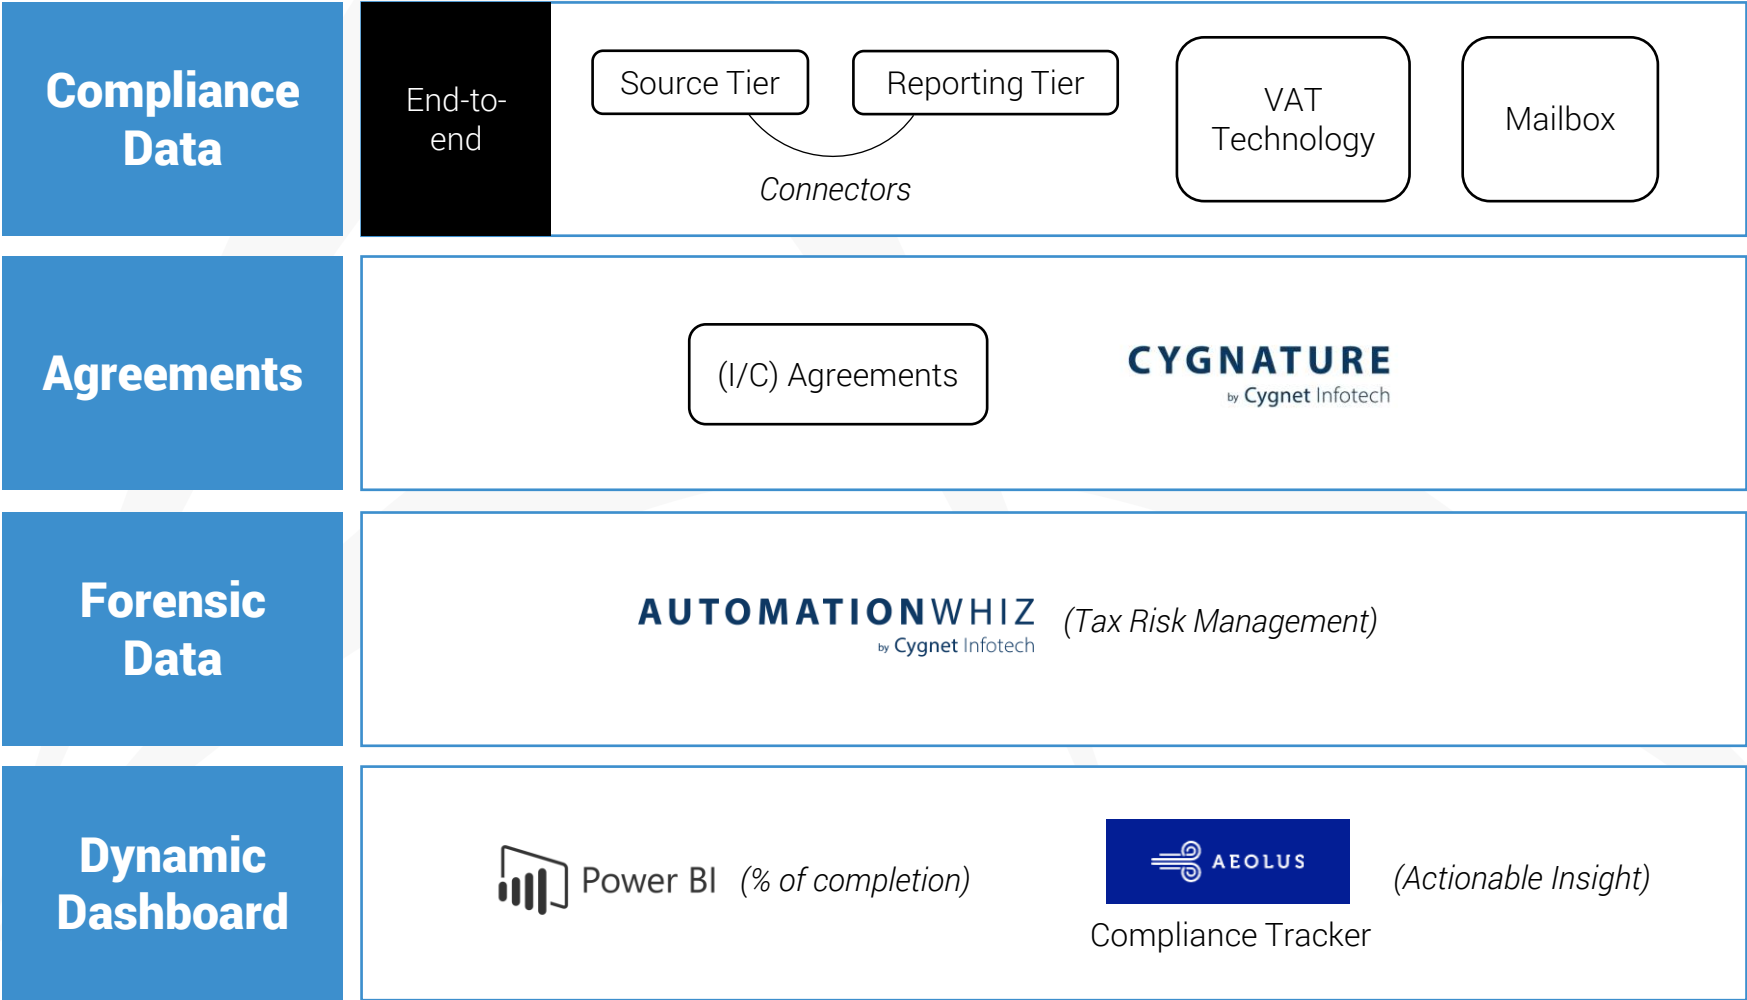 Compliance
Data
End-to-
end
Source Tier
Reporting Tier
Connectors
VAT
Technology
Mailbox
Agreements
(I/C) Agreements
CYGNATURE
by Cygnet Infotech
Forensic
Data
AUTOMATIONWHIZ
by Cygnet Infotech
(Tax Risk Management)
Dynamic
Dashboard
Power BI
(% of completion)
AEOLUS
Compliance Tracker
(Actionable Insight)